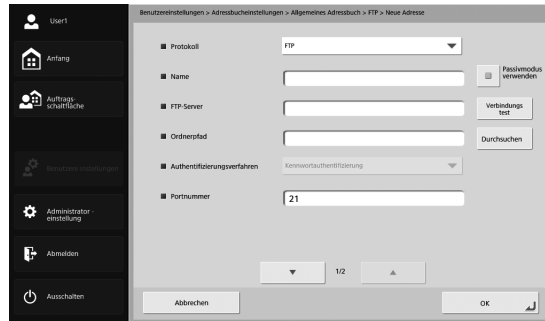 User1
Benutzereinstellungen > Adressbucheinstellungen > Allgemeines Adressbuch > FTP > Neue Adresse
Anfang
Auftrags-
schaltfläche
Benutzereinstellungen
Administrator -
einstellung
Abmelden
Ausschalten
Protokoll
FTP
Name
Passivmodus
verwenden
FTP-Server
Verbindungs
test
Ordnerpfad
Durchsuchen
Authentifizierungsverfahren
Kennwortauthentifizierung
Portnummer
21
1/2
Abbrechen
OK